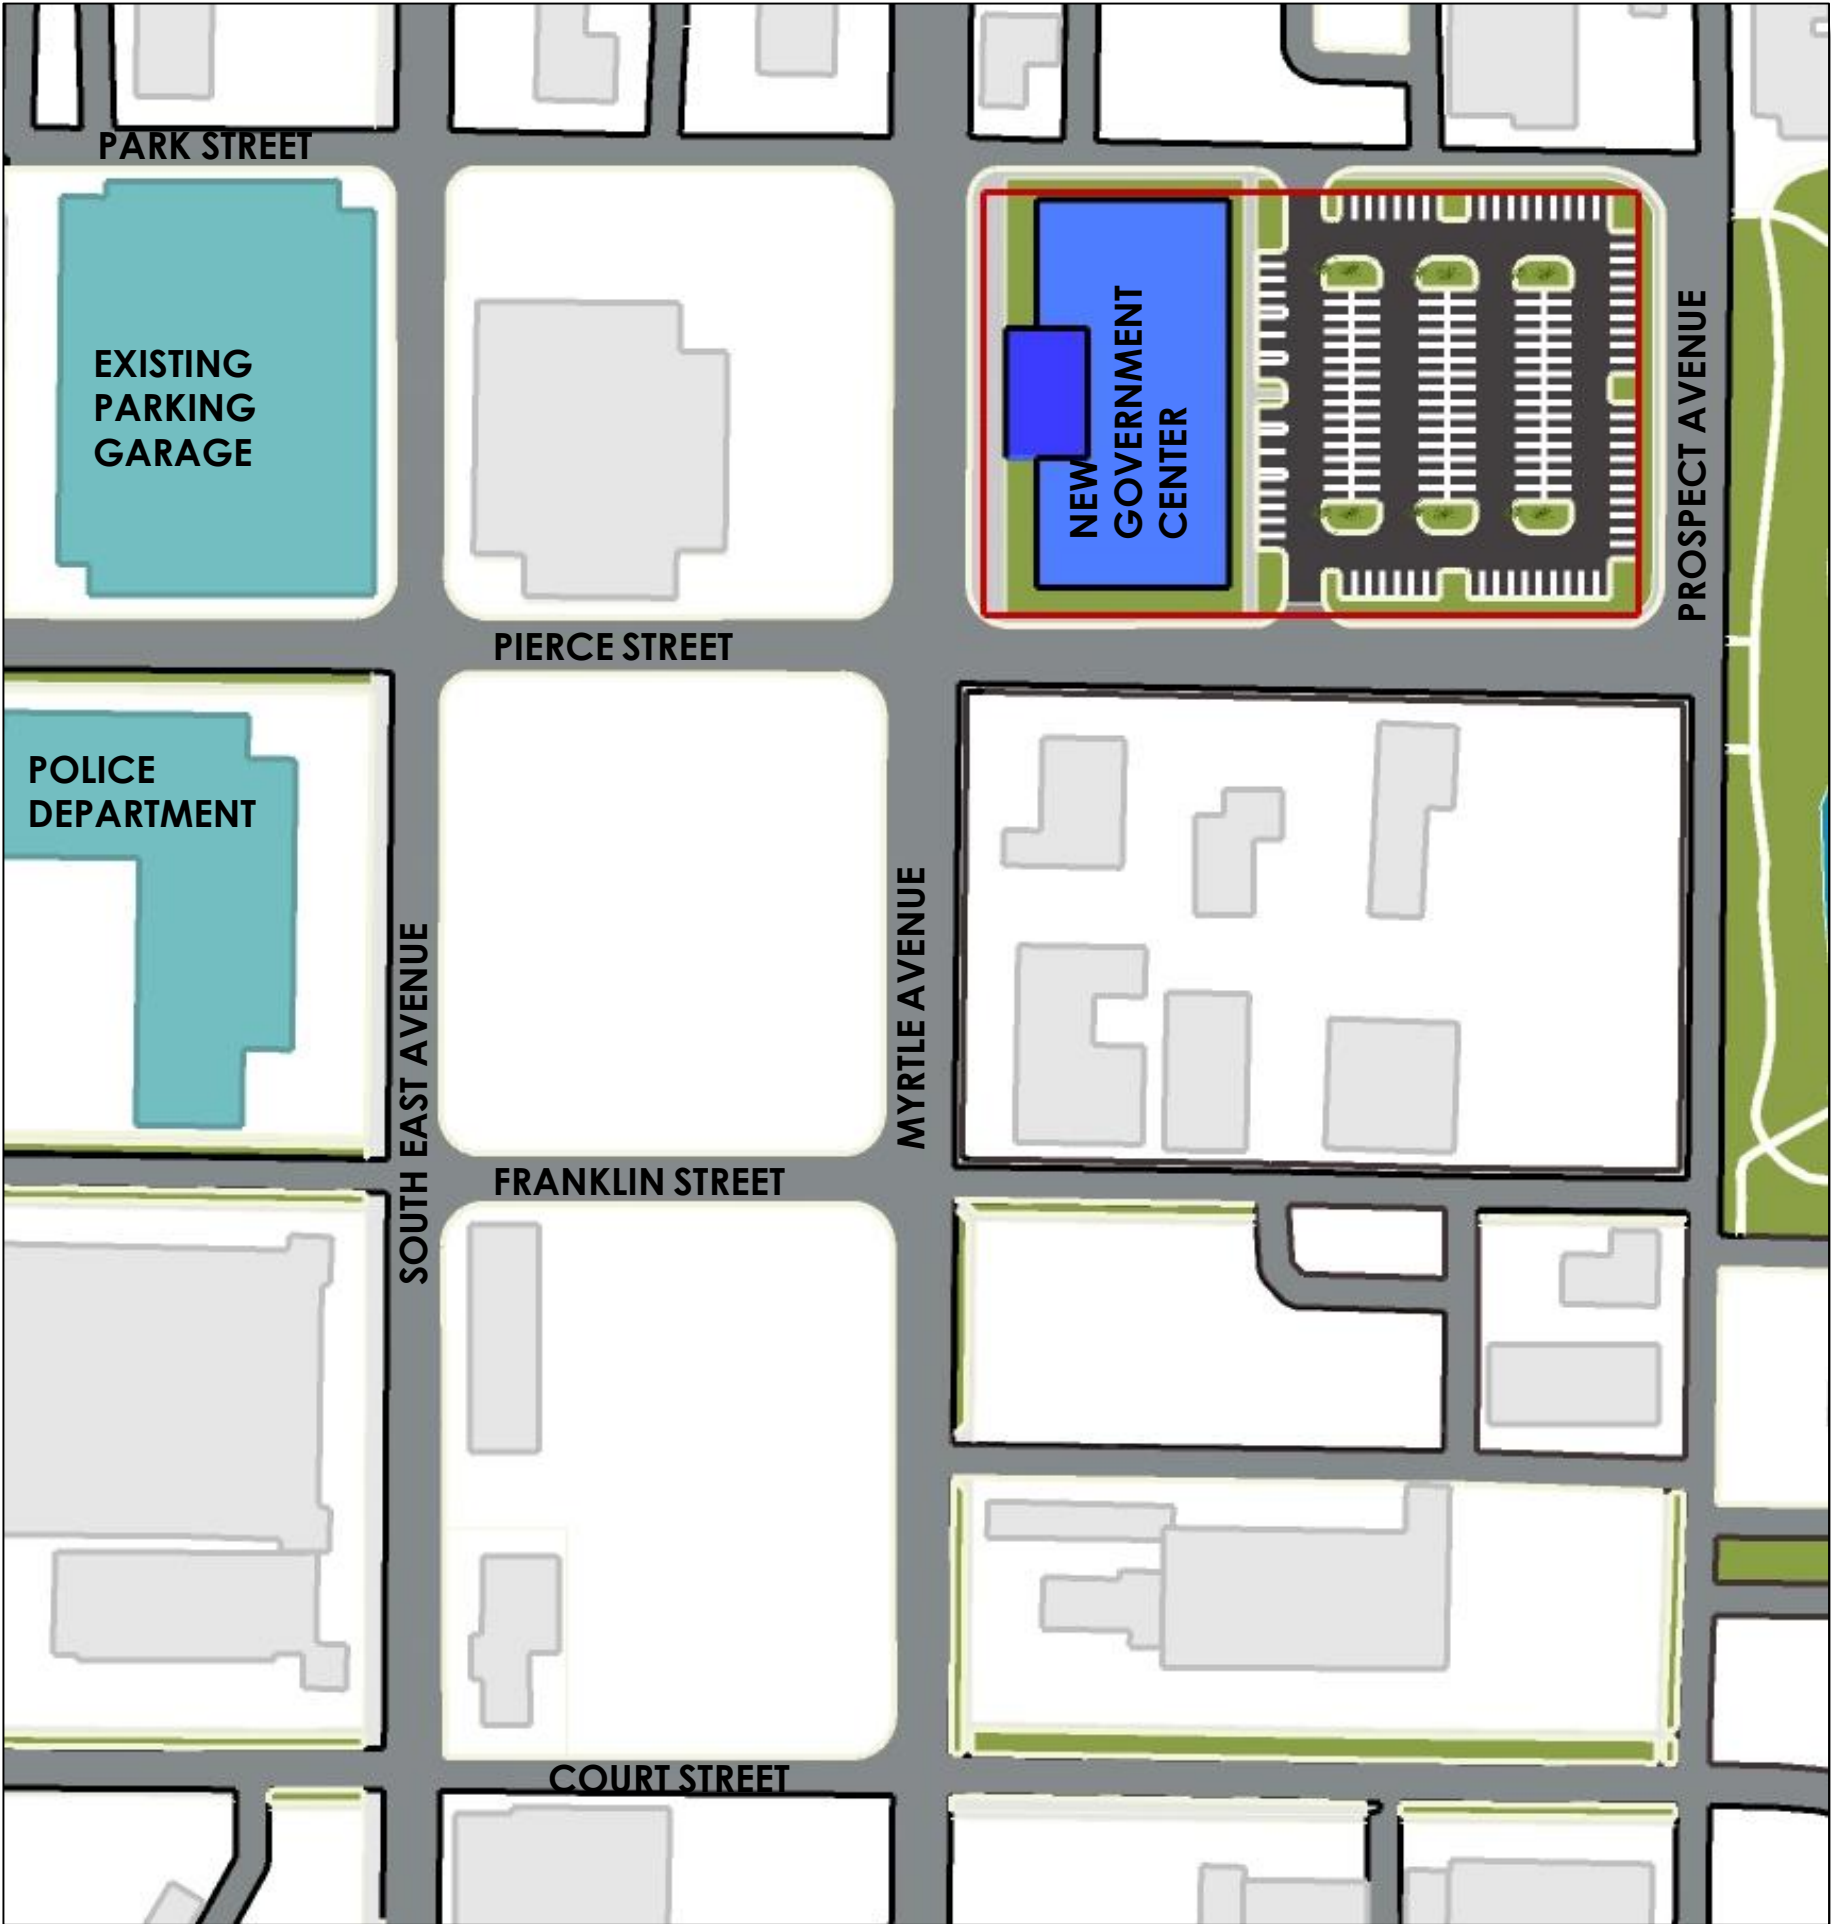 PARK STREET
EXISTING
PARKING
GARAGE
NEW
GOVERNMENT
CENTER
PROSPECT AVENUE
PIERCE STREET
POLICE
DEPARTMENT
SOUTH EAST AVENUE
MYRTLE AVENUE
FRANKLIN STREET
COURT STREET